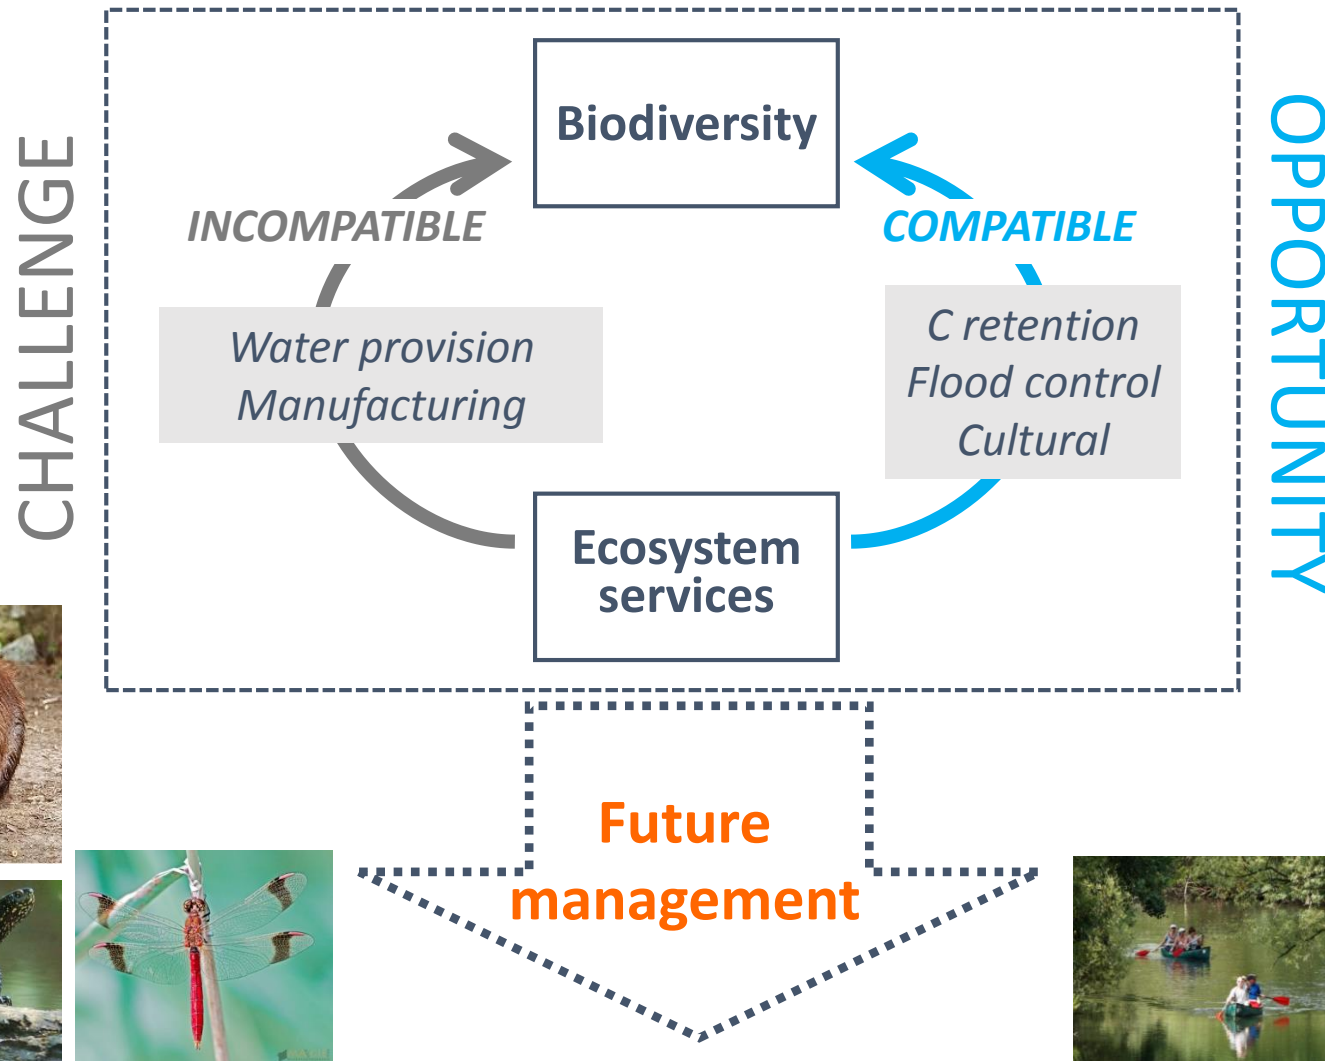 CHALLENGE
OPPORTUNITY
Biodiversity
INCOMPATIBLE
COMPATIBLE
Water provision
Manufacturing
C retention
Flood control
Cultural
Ecosystem
services
Future
management